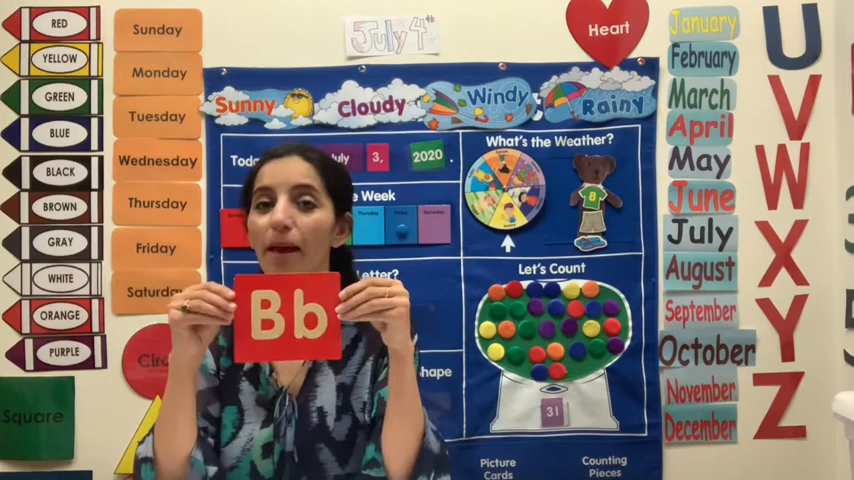 RED
YELLOW
GREEN
BLUE
BLACK
BROWN
GRAY
WHITE
ORANGE
PURPLE
Square
Sunday
Monday
Tuesday
Wednesday
Thursday
Friday
Saturday
July 4th
Heart
Sunny
Cloudy
Windy
Rainy
July 3, 2020.
Week
Thursday
Friday
Saturday
Letter?
Bb
What's the Weather?
8
Let's Count
31
Picture
Cards
Counting
Pieces
January
February
March
April
May
June
July
August
September
October
November
December
U
V
W
X
Y
Z